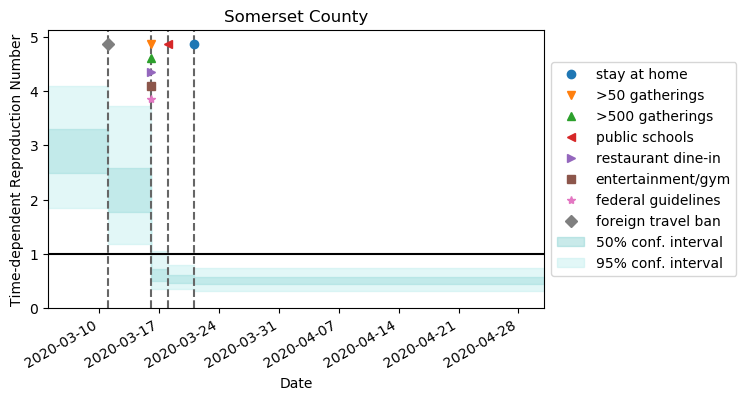 Somerset County
Time-dependent Reproduction Number
5
4
3
2
1
0
2020-03-10
2020-03-17
2020-03-24
2020-03-31
2020-04-07
2020-04-14
2020-04-21
2020-04-28
Date
stay at home
>50 gatherings
>500 gatherings
public schools
restaurant dine-in
entertainment/gym
federal guidelines
foreign travel ban
50% conf. interval
95% conf. interval